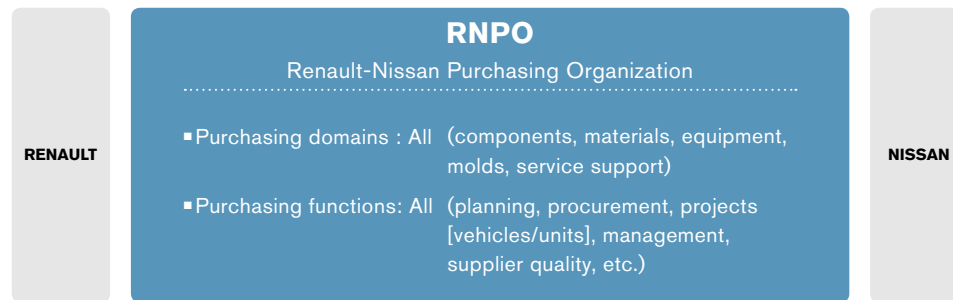 RNPO
Renault-Nissan Purchasing Organization
RENAULT
▪Purchasing domains : All (components, materials, equipment,
molds, service support)
▪Purchasing functions: All (planning, procurement, projects
[vehicles/units], management,
supplier quality, etc.)
NISSAN